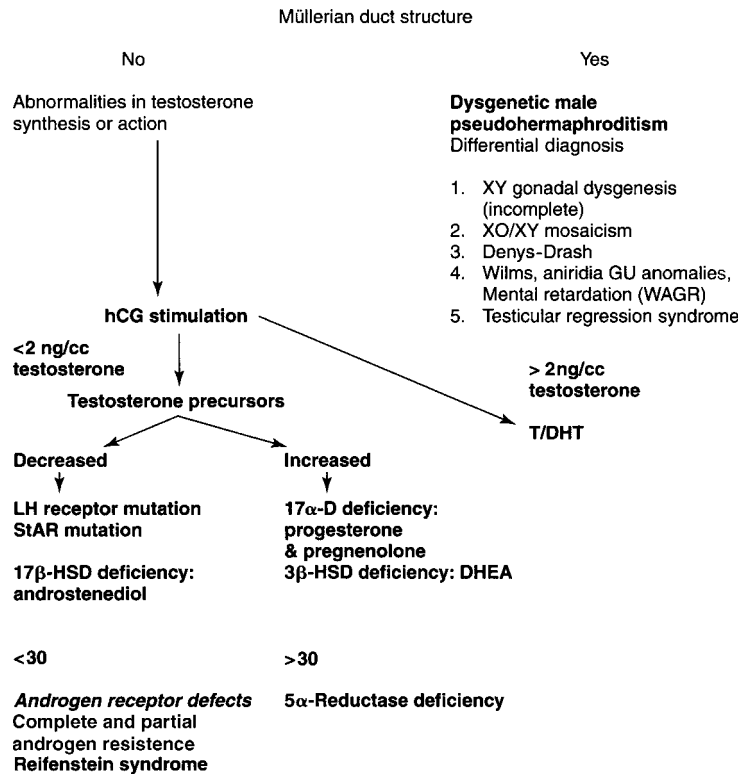 Müllerian duct structure
No
Yes
Abnormalities in testosterone
synthesis or action
Dysgenetic male
pseudohermaphroditism
Differential diagnosis
1. XY gonadal dysgenesis
(incomplete)
2. XO/XY mosaicism
3. Denys-Drash
4. Wilms, aniridia GU anomalies,
Mental retardation (WAGR)
5. Testicular regression syndrome
hCG stimulation
<2 ng/cc
testosterone
> 2ng/cc
testosterone
Testosterone precursors
T/DHT
Decreased
Increased
LH receptor mutation
StAR mutation
17β-HSD deficiency:
androstenediol
17α-D deficiency:
progesterone
& pregnenolone
3β-HSD deficiency: DHEA
<30
>30
Androgen receptor defects
Complete and partial
androgen resistence
Reifenstein syndrome
5α-Reductase deficiency